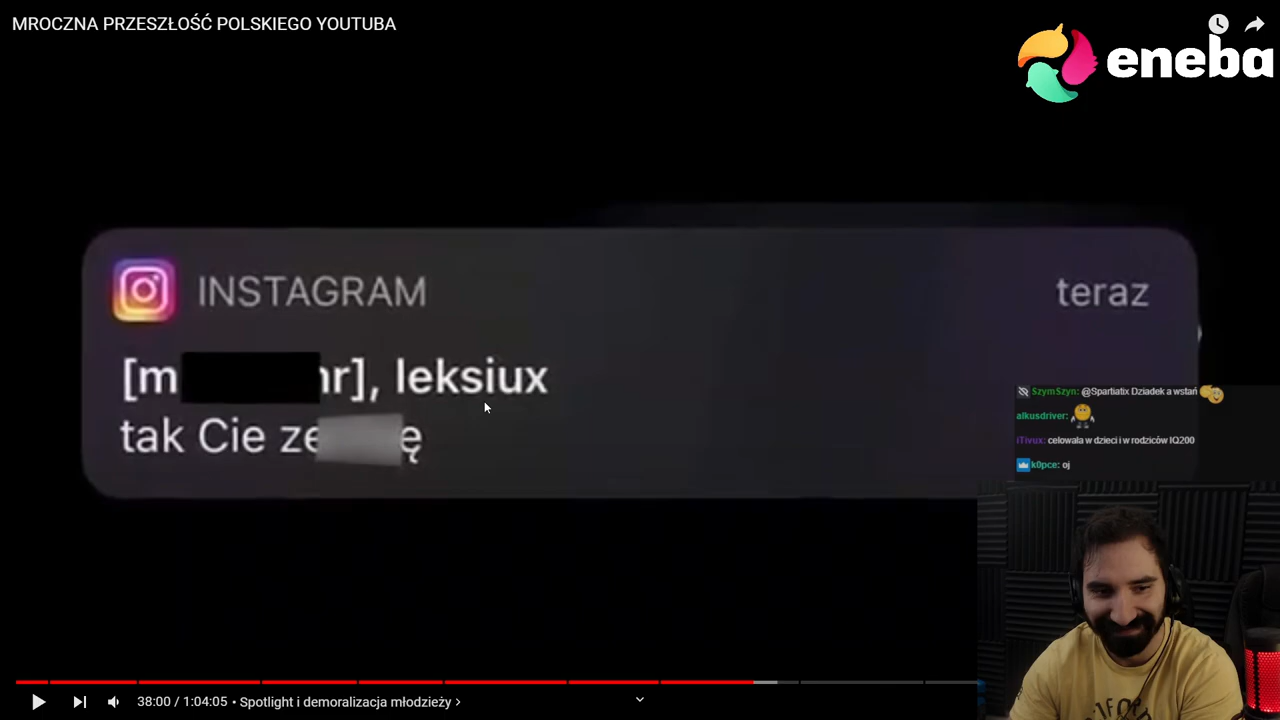 MROCZNA PRZESZŁOŚĆ POLSKIEGO YOUTUBA
eneba
INSTAGRAM
teraz
[m hr], leksiux
tak Cie ze ę
SzymSzyn: @Spartiatix Dziadek a wstań
alkusdriver:
iTivux: celowała w dzieci i w rodziców IQ200
k0pce: oj
38:00 / 1:04:05 • Spotlight i demoralizacja młodzieży